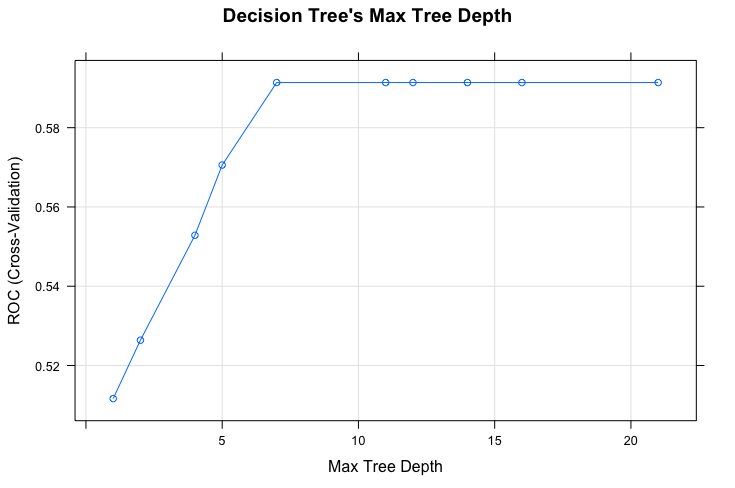 Decision Tree's Max Tree Depth
ROC (Cross-Validation)
0.58
0.56
0.54
0.52
5 10 15 20
Max Tree Depth